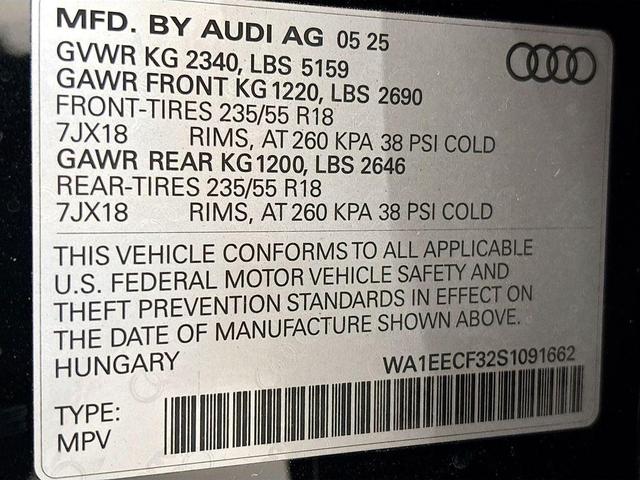 MFD. BY AUDI AG 05 25
GVWR KG 2340, LBS 5159
GAWR FRONT KG 1220, LBS 2690
FRONT-TIRES 235/55 R18
7JX18 RIMS, AT 260 KPA 38 PSI COLD
GAWR REAR KG 1200, LBS 2646
REAR-TIRES 235/55 R18
7JX18 RIMS, AT 260 KPA 38 PSI COLD
THIS VEHICLE CONFORMS TO ALL APPLICABLE
U.S. FEDERAL MOTOR VEHICLE SAFETY AND
THEFT PREVENTION STANDARDS IN EFFECT ON
THE DATE OF MANUFACTURE SHOWN ABOVE.
HUNGARY WA1EECF32S1091662
TYPE:
MPV